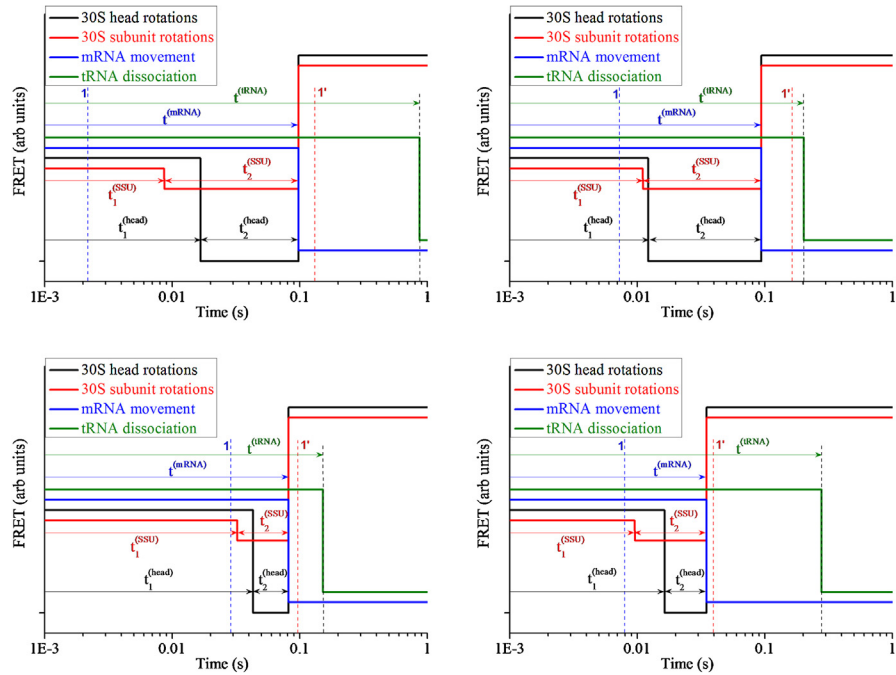 30S head rotations
30S subunit rotations
mRNA movement
tRNA dissociation
1
t(tRNA)
1'
t(mRNA)
t2(SSU)
t1(SSU)
t1(head)
t2(head)
FRET (arb units)
1E-3 0.01 0.1 1
Time (s)
30S head rotations
30S subunit rotations
mRNA movement
tRNA dissociation
1
t(tRNA)
1'
t(mRNA)
t2(SSU)
t1(SSU)
t1(head)
t2(head)
FRET (arb units)
1E-3 0.01 0.1 1
Time (s)
30S head rotations
30S subunit rotations
mRNA movement
tRNA dissociation
1
1'
t(tRNA)
t(mRNA)
t2(SSU)
t1(SSU)
t1(head)
t2(head)
FRET (arb units)
1E-3 0.01 0.1 1
Time (s)
30S head rotations
30S subunit rotations
mRNA movement
tRNA dissociation
1
1'
t(tRNA)
t(mRNA)
t2(SSU)
t1(SSU)
t1(head)
t2(head)
FRET (arb units)
1E-3 0.01 0.1 1
Time (s)